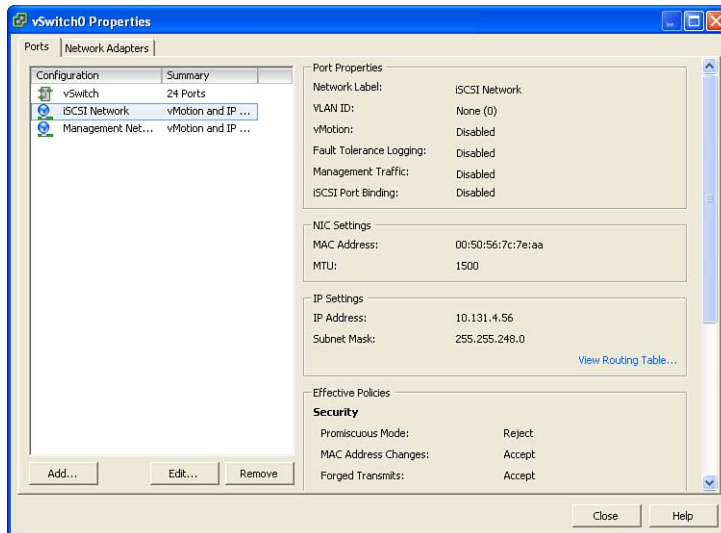 vSwitch0 Properties
Ports Network Adapters
Configuration Summary
vSwitch 24 Ports
iSCSI Network vMotion and IP ...
Management Net... vMotion and IP ...
Add... Edit... Remove
Port Properties
Network Label: iSCSI Network
VLAN ID: None (0)
vMotion: Disabled
Fault Tolerance Logging: Disabled
Management Traffic: Disabled
iSCSI Port Binding: Disabled
NIC Settings
MAC Address: 00:50:56:7c:7e:aa
MTU: 1500
IP Settings
IP Address: 10.131.4.56
Subnet Mask: 255.255.248.0
View Routing Table...
Effective Policies
Security
Promiscuous Mode: Reject
MAC Address Changes: Accept
Forged Transmits: Accept
Close Help